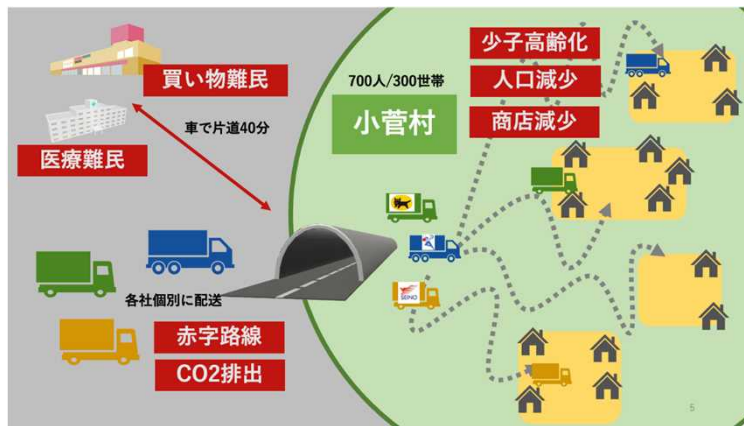 買い物難民
医療難民
車で片道40分
700人/300世帯
小菅村
少子高齢化
人口減少
商店減少
各社個別に配送
赤字路線
CO2排出
SEINO
5